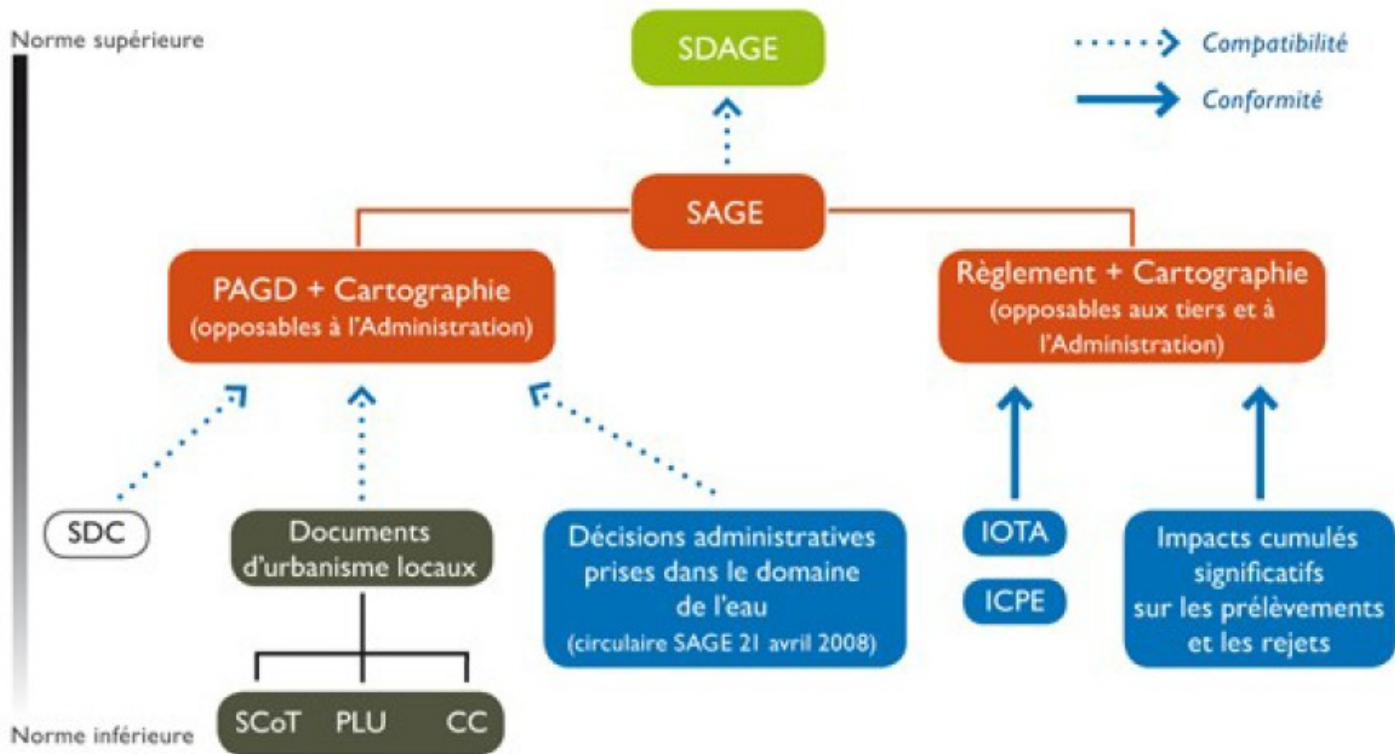 Norme supérieure
SDAGE
Compatibilité
Conformité
SAGE
PAGD + Cartographie
(opposables à l'Administration)
Règlement + Cartographie
(opposables aux tiers et à
l'Administration)
SDC
Documents
d'urbanisme locaux
Décisions administratives
prises dans le domaine
de l'eau
(circulaire SAGE 21 avril 2008)
IOTA
ICPE
Impacts cumulés
significatifs
sur les prélèvements
et les rejets
SCoT PLU CC
Norme inférieure